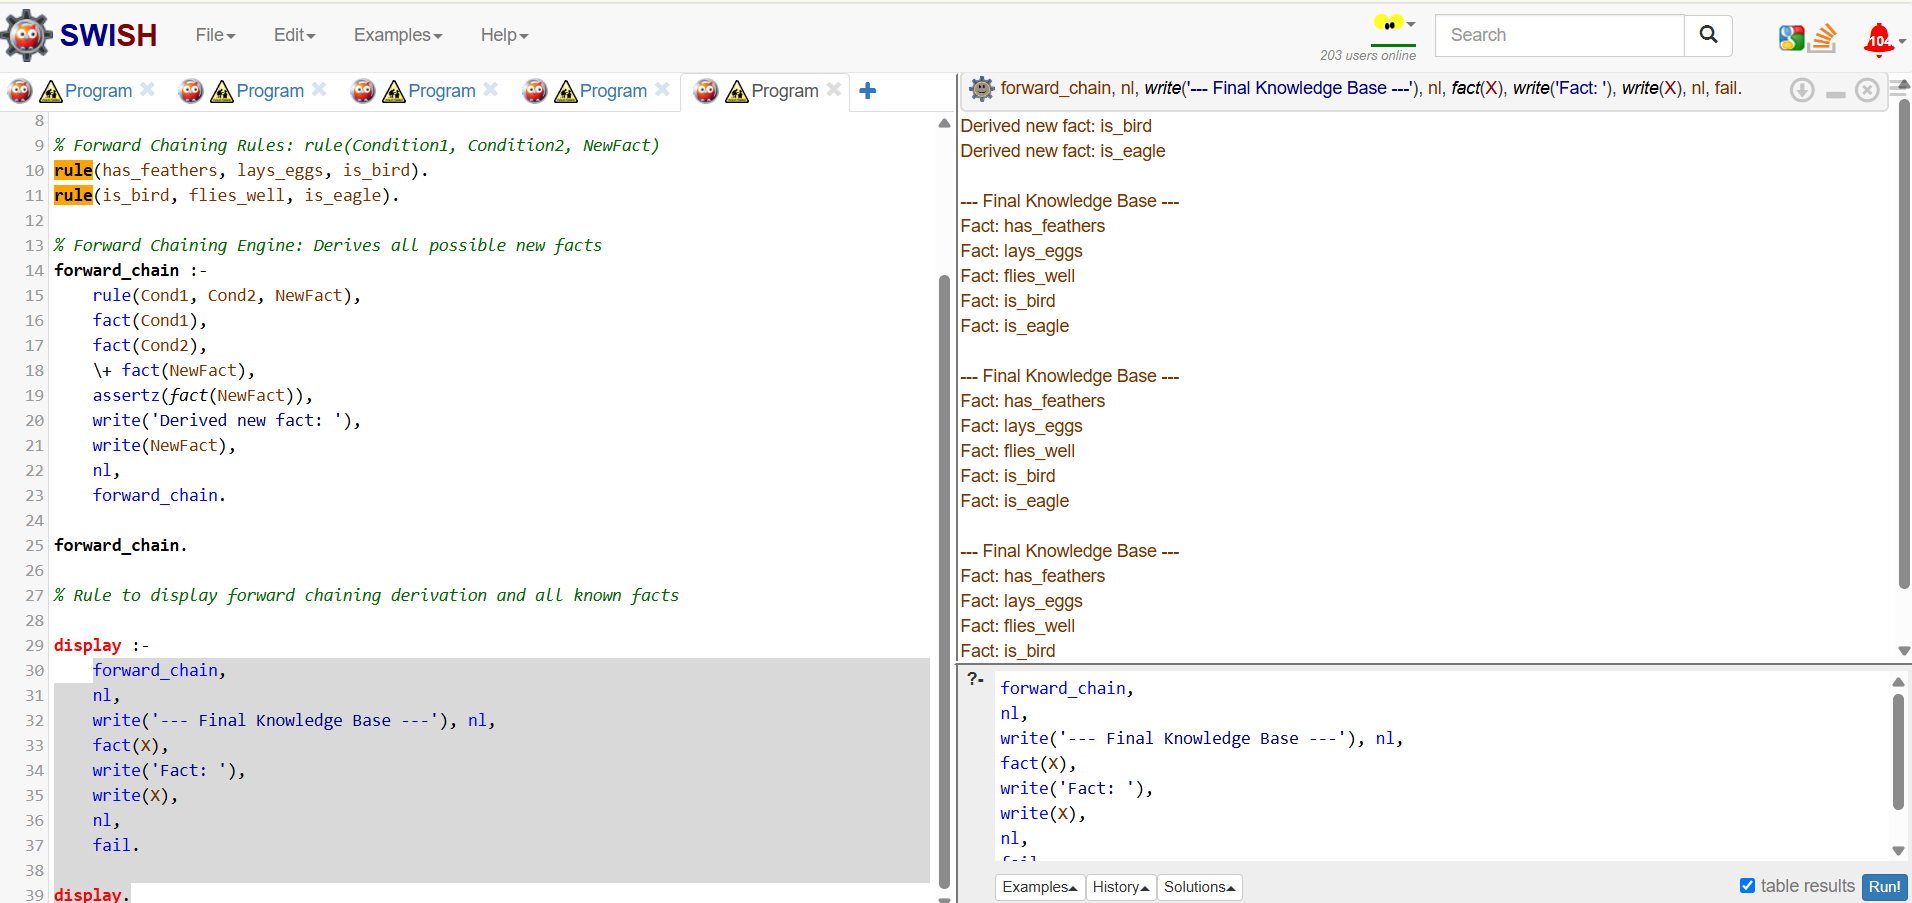 SWISH File Edit Examples Help 203 users online Search 104
Program Program Program Program Program
8
9 % Forward Chaining Rules: rule(Condition1, Condition2, NewFact)
10 rule(has_feathers, lays_eggs, is_bird).
11 rule(is_bird, flies_well, is_eagle).
12
13 % Forward Chaining Engine: Derives all possible new facts
14 forward_chain :-
15     rule(Cond1, Cond2, NewFact),
16     fact(Cond1),
17     fact(Cond2),
18     \+ fact(NewFact),
19     assertz(fact(NewFact)),
20     write('Derived new fact: '),
21     write(NewFact),
22     nl,
23     forward_chain.
24
25 forward_chain.
26
27 % Rule to display forward chaining derivation and all known facts
28
29 display :-
30     forward_chain,
31     nl,
32     write('--- Final Knowledge Base ---'), nl,
33     fact(X),
34     write('Fact: '),
35     write(X),
36     nl,
37     fail.
38
39 display.
forward_chain, nl, write('--- Final Knowledge Base ---'), nl, fact(X), write('Fact: '), write(X), nl, fail.
Derived new fact: is_bird
Derived new fact: is_eagle
--- Final Knowledge Base ---
Fact: has_feathers
Fact: lays_eggs
Fact: flies_well
Fact: is_bird
Fact: is_eagle
--- Final Knowledge Base ---
Fact: has_feathers
Fact: lays_eggs
Fact: flies_well
Fact: is_bird
Fact: is_eagle
--- Final Knowledge Base ---
Fact: has_feathers
Fact: lays_eggs
Fact: flies_well
Fact: is_bird
?- forward_chain,
nl,
write('--- Final Knowledge Base ---'), nl,
fact(X),
write('Fact: '),
write(X),
nl,
Examples History Solutions table results Run!